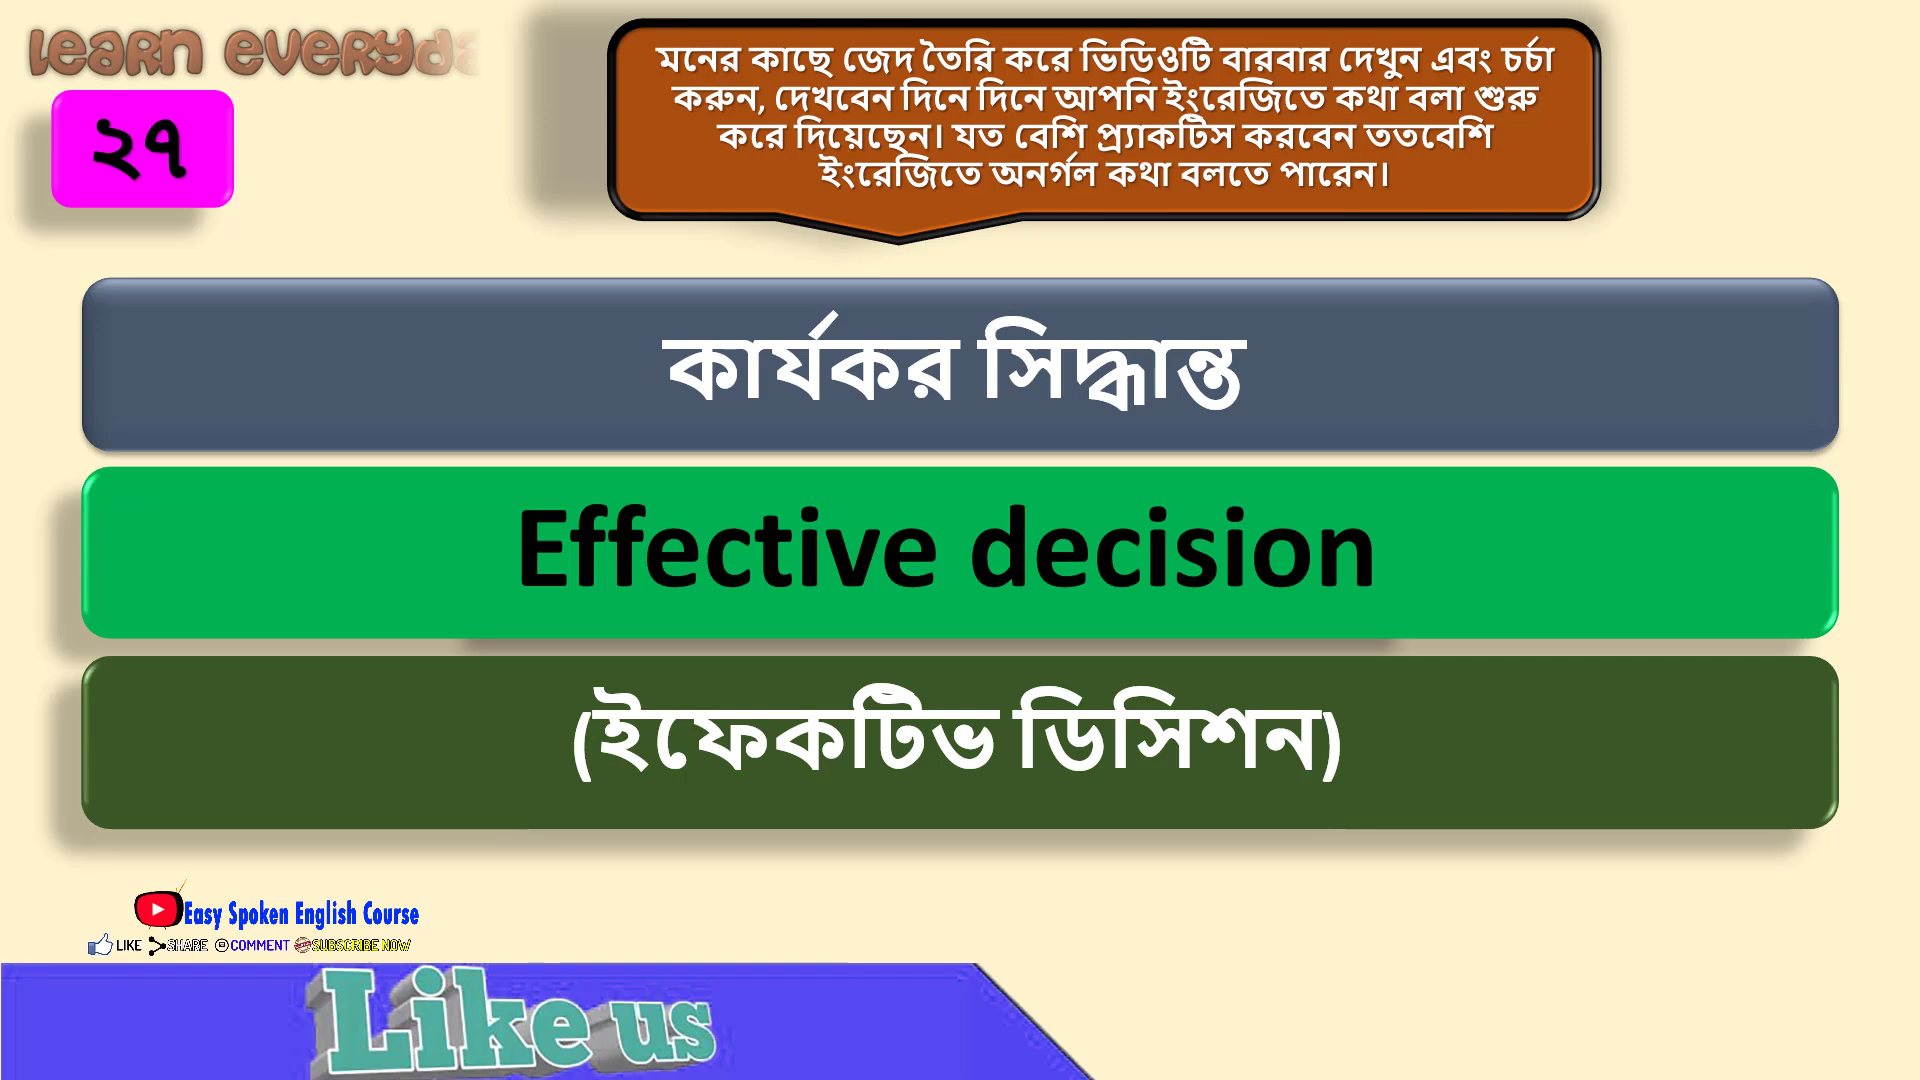 Learn everyda
২৭
মনের কাছে জেদ তৈরি করে ভিডিওটি বারবার দেখুন এবং চর্চা
করুন, দেখবেন দিনে দিনে আপনি ইংরেজিতে কথা বলা শুরু
করে দিয়েছেন। যত বেশি প্র্যাকটিস করবেন ততবেশি
ইংরেজিতে অনর্গল কথা বলতে পারেন।
কার্যকর সিদ্ধান্ত
Effective decision
(ইফেকটিভ ডিসিশন)
Easy Spoken English Course
LIKE SHARE COMMENT SUBSCRIBE NOW
Like us